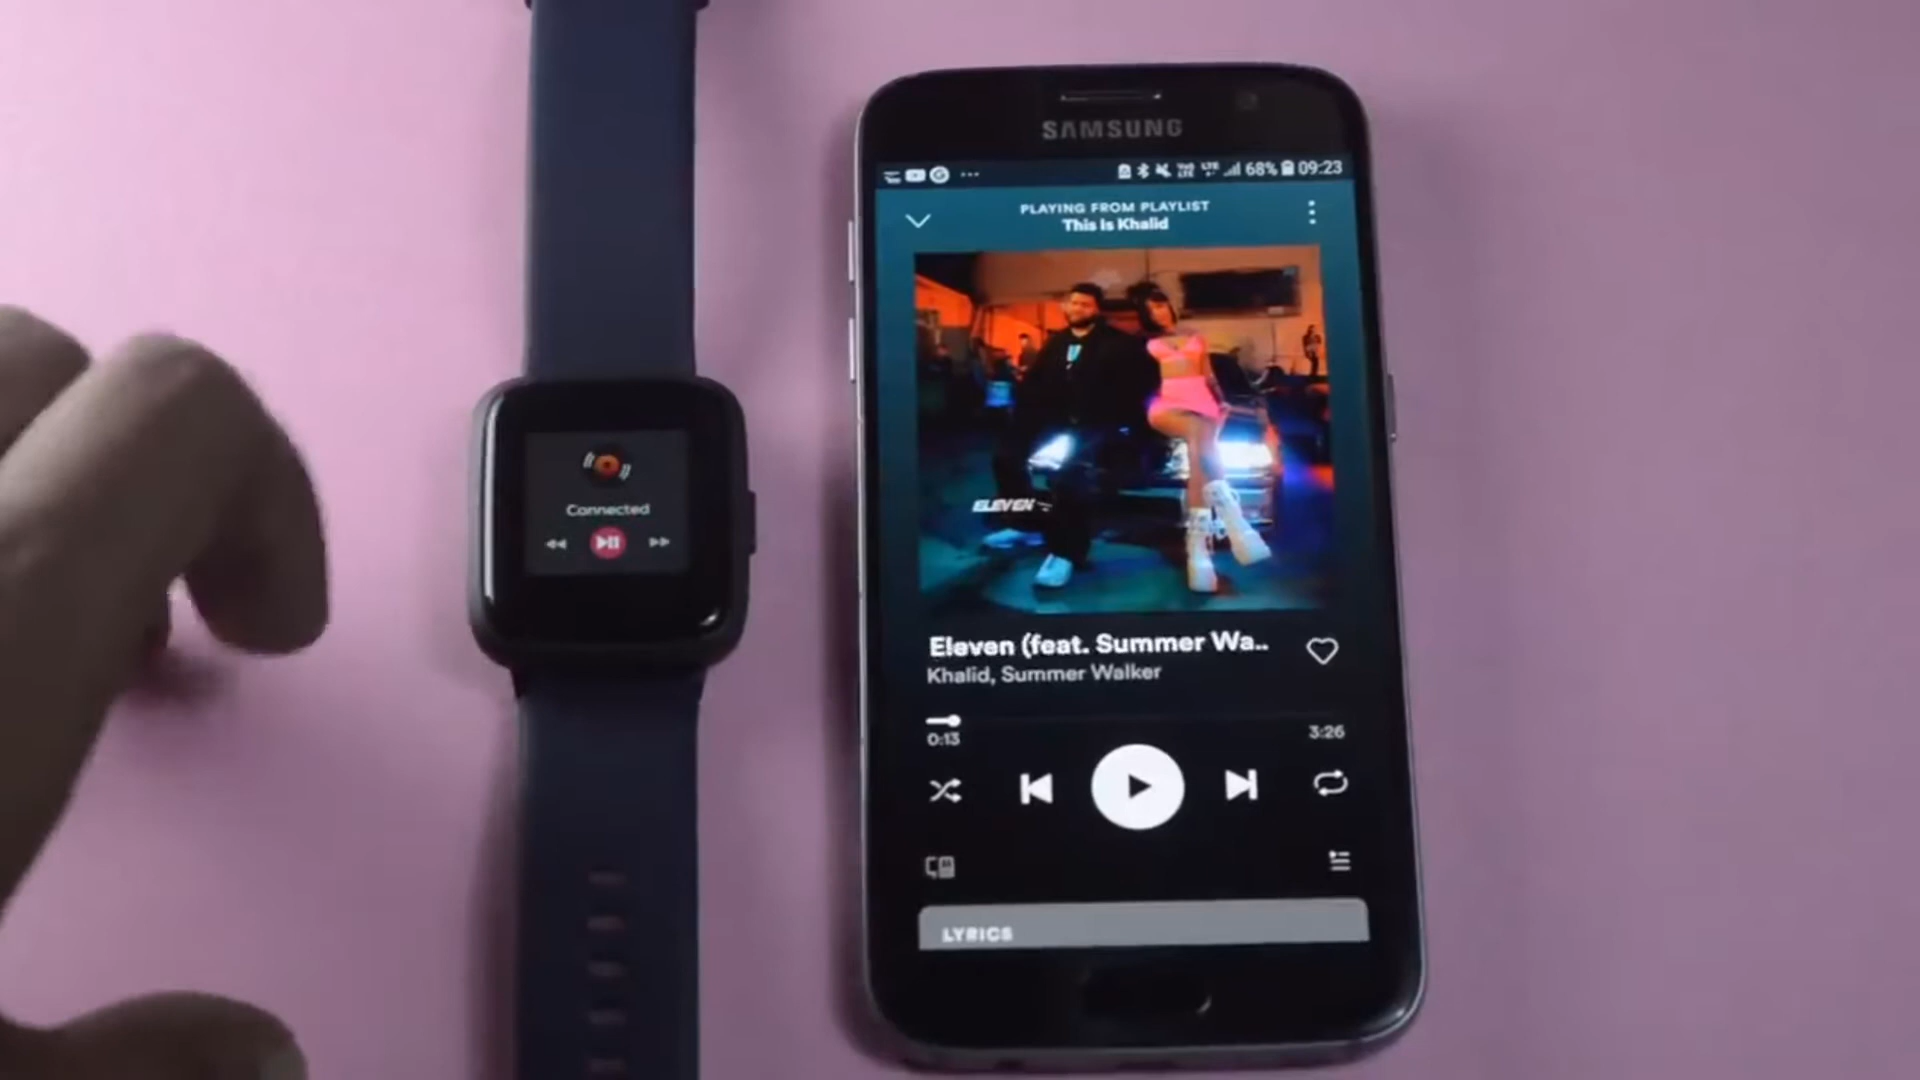 SAMSUNG
68% 09:23
PLAYING FROM PLAYLIST
This Is Khalid
ELEVEN
Connected
Eleven (feat. Summer Wa..
Khalid, Summer Walker
0:13
3:26
LYRICS